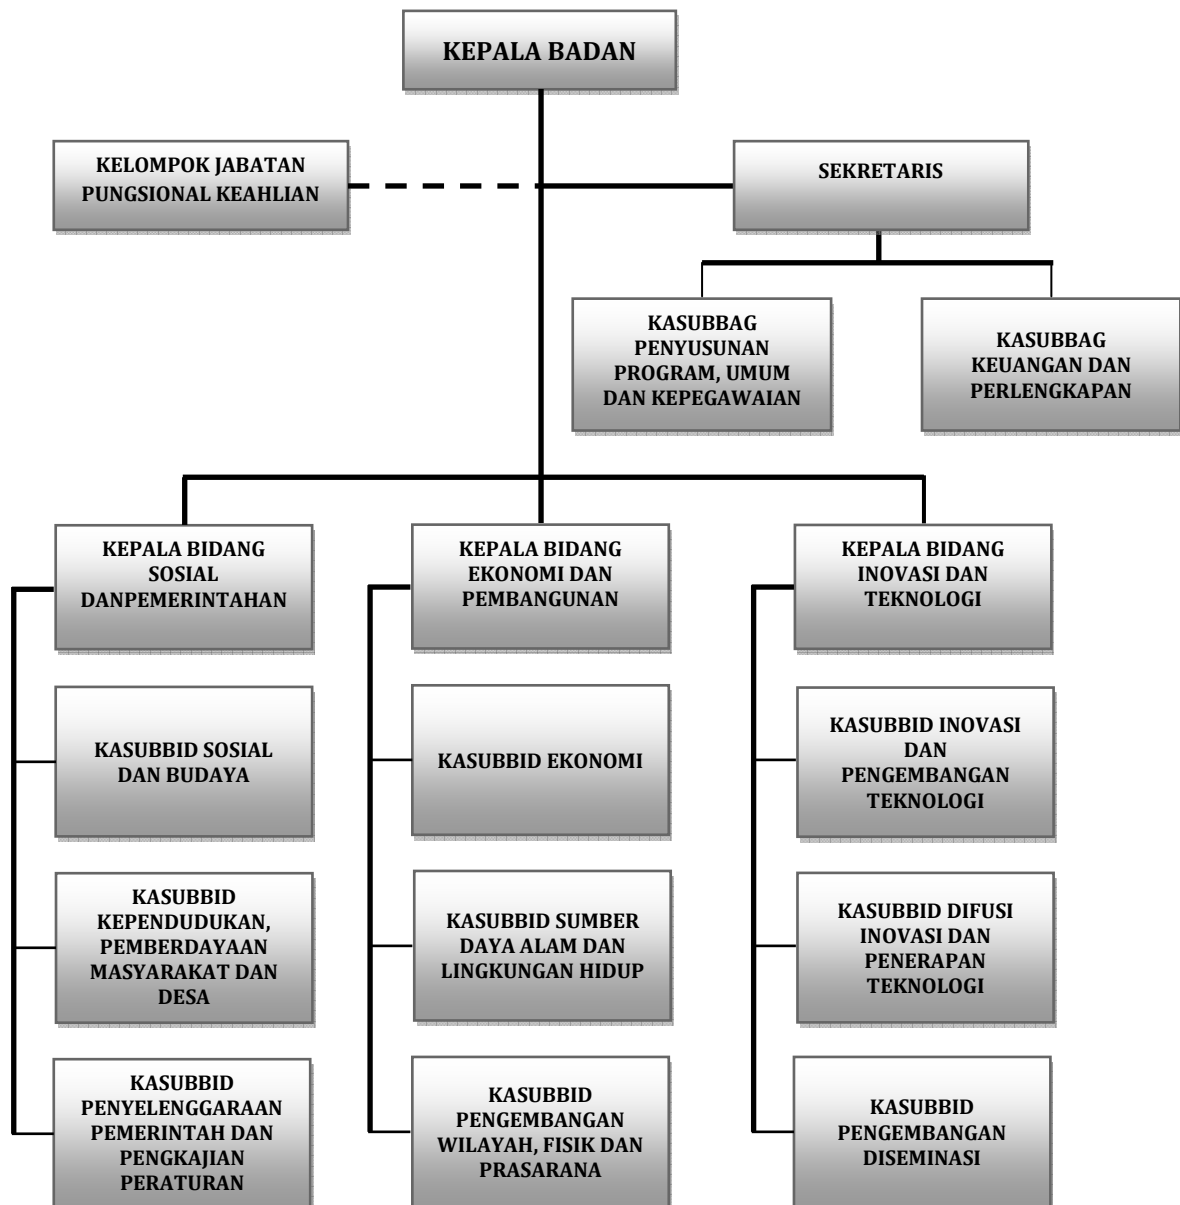 KEPALA BADAN
KELOMPOK JABATAN
PUNGSIONAL KEAHLIAN
SEKRETARIS
KASUBBAG
PENYUSUNAN
PROGRAM, UMUM
DAN KEPEGAWAIAN
KASUBBAG
KEUANGAN DAN
PERLENGKAPAN
KEPALA BIDANG
SOSIAL
DANPEMERINTAHAN
KEPALA BIDANG
EKONOMI DAN
PEMBANGUNAN
KEPALA BIDANG
INOVASI DAN
TEKNOLOGI
KASUBBID SOSIAL
DAN BUDAYA
KASUBBID EKONOMI
KASUBBID INOVASI
DAN
PENGEMBANGAN
TEKNOLOGI
KASUBBID
KEPENDUDUKAN,
PEMBERDAYAAN
MASYARAKAT DAN
DESA
KASUBBID SUMBER
DAYA ALAM DAN
LINGKUNGAN HIDUP
KASUBBID DIFUSI
INOVASI DAN
PENERAPAN
TEKNOLOGI
KASUBBID
PENYELENGGARAAN
PEMERINTAH DAN
PENGKAJIAN
PERATURAN
KASUBBID
PENGEMBANGAN
WILAYAH, FISIK DAN
PRASARANA
KASUBBID
PENGEMBANGAN
DISEMINASI